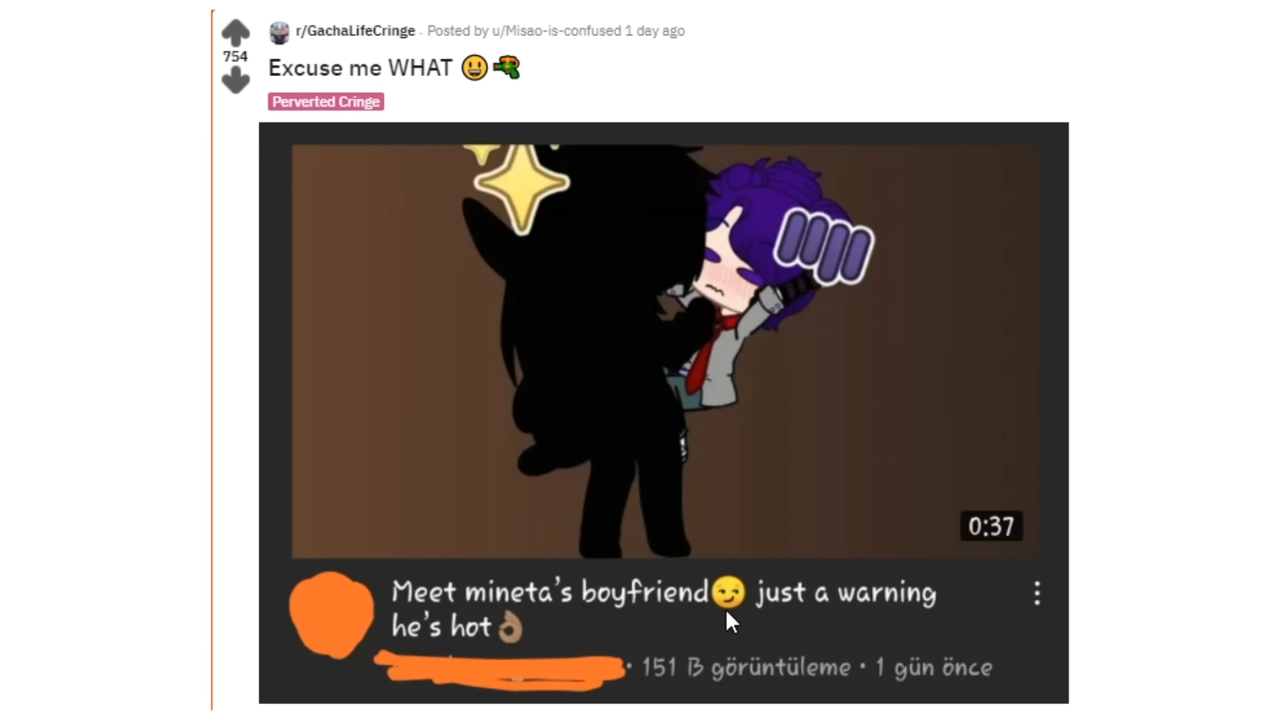 r/GachaLifeCringe . Posted by u/Misao-is-confused 1 day ago
754
Excuse me WHAT 😃🔫
Perverted Cringe
0:37
Meet mineta's boyfriend😏 just a warning
he's hot👌🏽
· 151 B görüntüleme · 1 gün önce